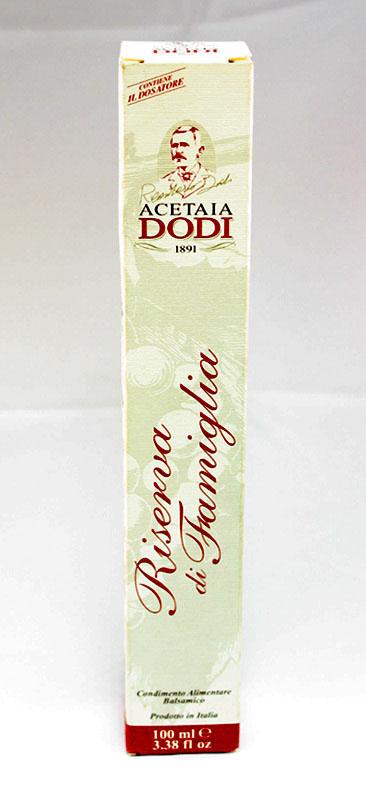 CONTIENE
IL DOSATORE
ACETAIA
DODI
1891
Riserva
di Famiglia
Condimento Alimentare
Balsamico
Prodotto in Italia
100 ml ℮
3.38 fl oz